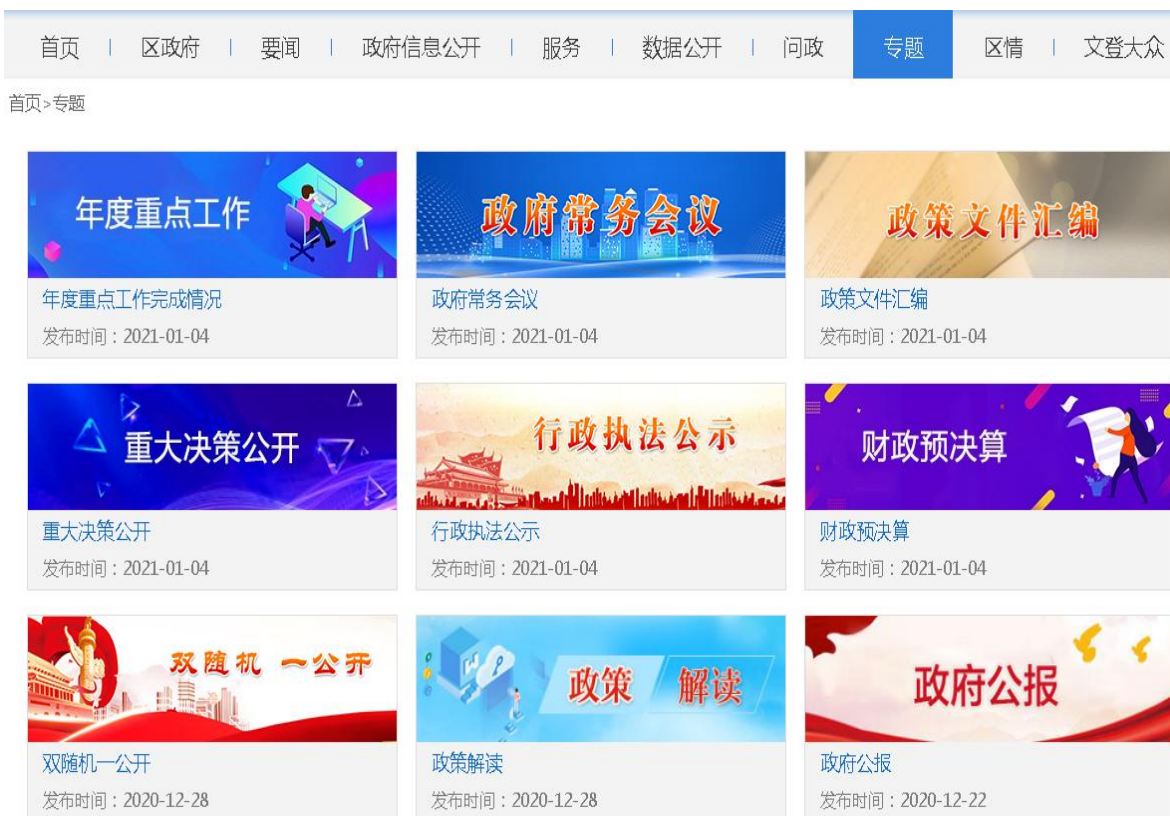 首页 | 区政府 | 要闻 | 政府信息公开 | 服务 | 数据公开 | 问政 专题 区情 | 文登大众
首页>专题
年度重点工作 政府常务会议 政策文件汇编
年度重点工作完成情况 政府常务会议 政策文件汇编
发布时间：2021-01-04 发布时间：2021-01-04 发布时间：2021-01-04
重大决策公开 行政执法公示 财政预决算
重大决策公开 行政执法公示 财政预决算
发布时间：2021-01-04 发布时间：2021-01-04 发布时间：2021-01-04
双随机 一公开 政策 解读 政府公报
双随机一公开 政策解读 政府公报
发布时间：2020-12-28 发布时间：2020-12-28 发布时间：2020-12-22